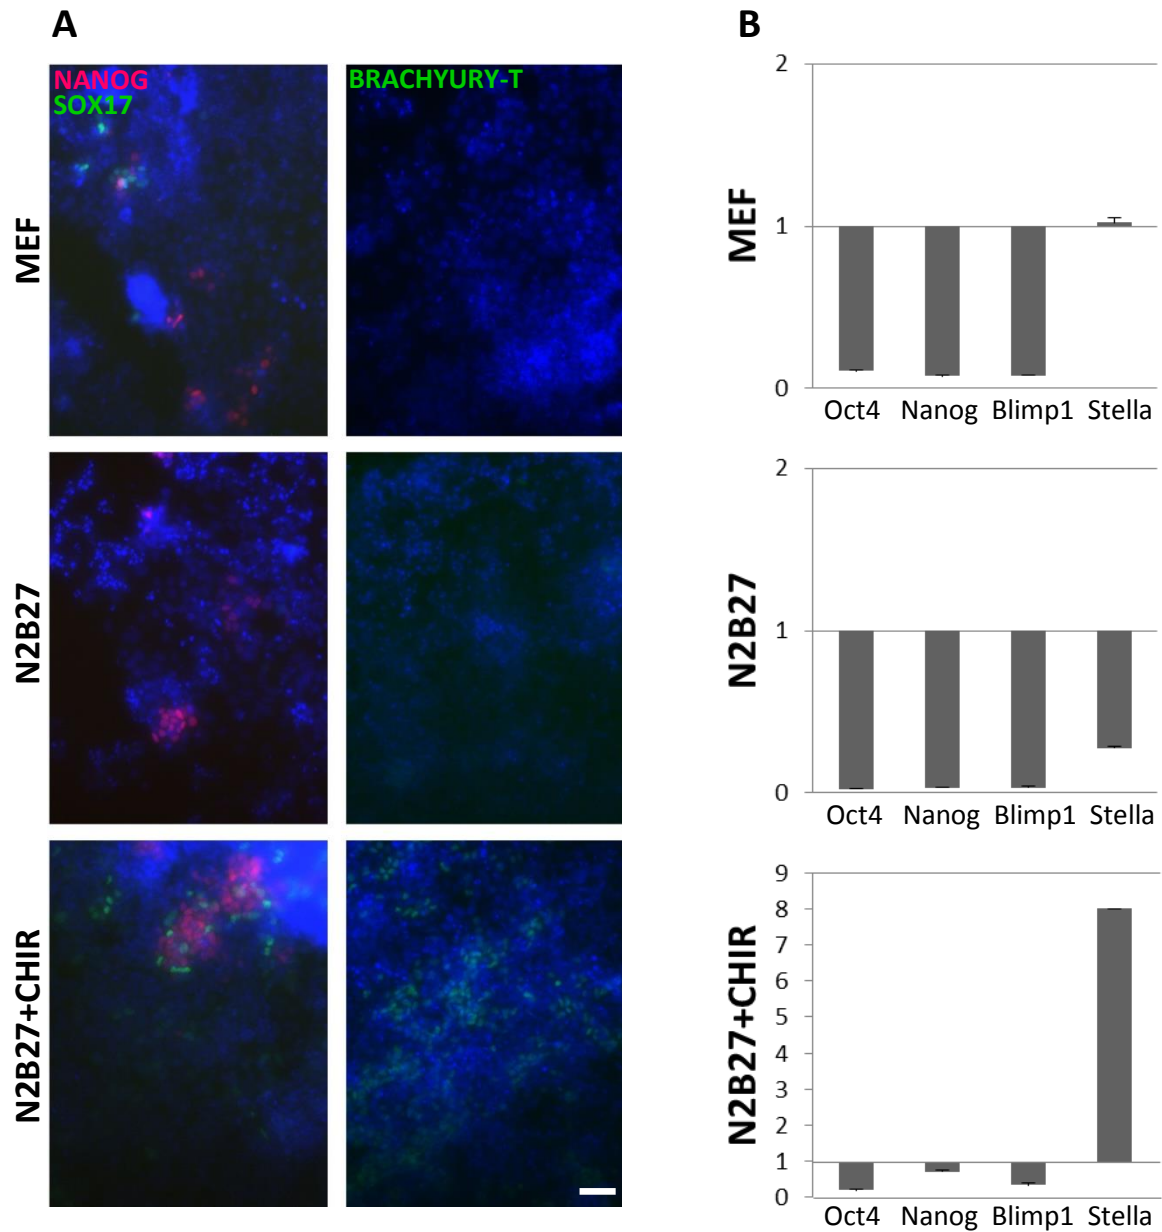 A
B
NANOG
SOX17
BRACHYURY-T
MEF
MEF
2
1
0
Oct4 Nanog Blimp1 Stella
N2B27
N2B27
2
1
0
Oct4 Nanog Blimp1 Stella
N2B27+CHIR
N2B27+CHIR
9
8
7
6
5
4
3
2
1
0
Oct4 Nanog Blimp1 Stella